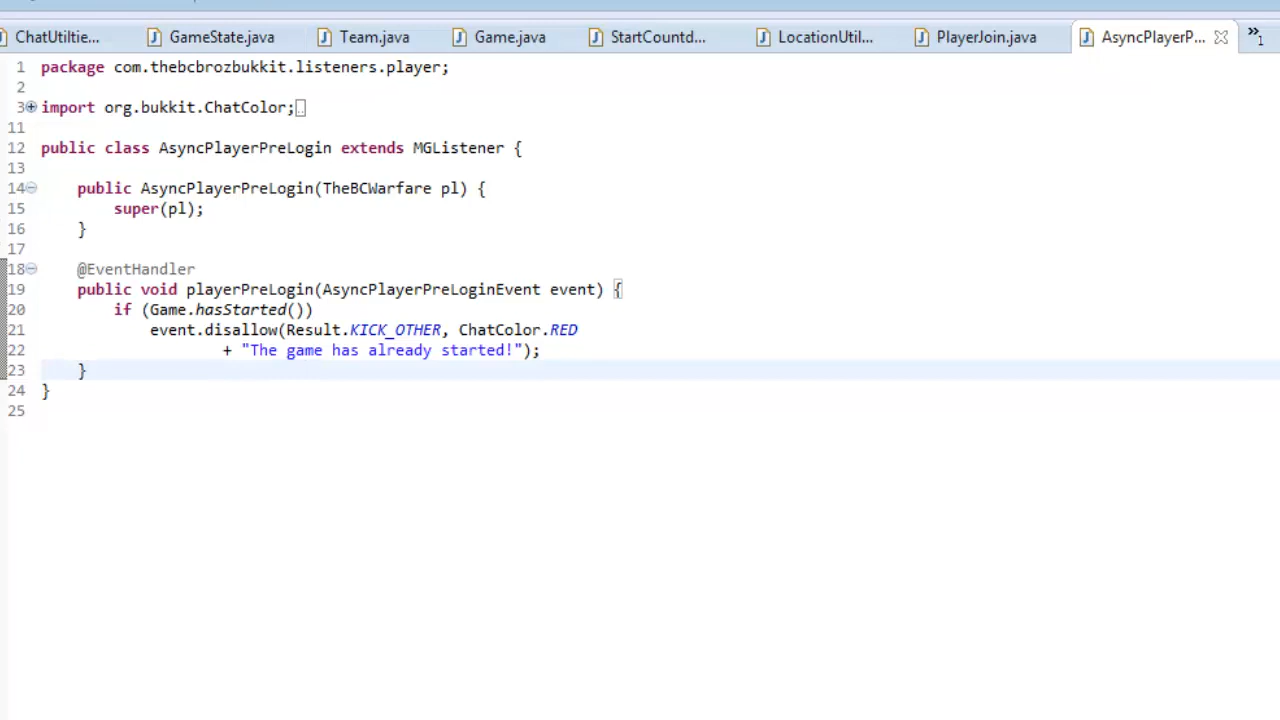 ChatUtiltie... GameState.java Team.java Game.java StartCountd... LocationUtil... PlayerJoin.java AsyncPlayerP... »1
1 package com.thebcbrozbukkit.listeners.player;
2
3 import org.bukkit.ChatColor;
11
12 public class AsyncPlayerPreLogin extends MGListener {
13
14 public AsyncPlayerPreLogin(TheBCWarfare pl) {
15 super(pl);
16 }
17
18 @EventHandler
19 public void playerPreLogin(AsyncPlayerPreLoginEvent event) {
20 if (Game.hasStarted())
21 event.disallow(Result.KICK_OTHER, ChatColor.RED
22 + "The game has already started!");
23 }
24 }
25